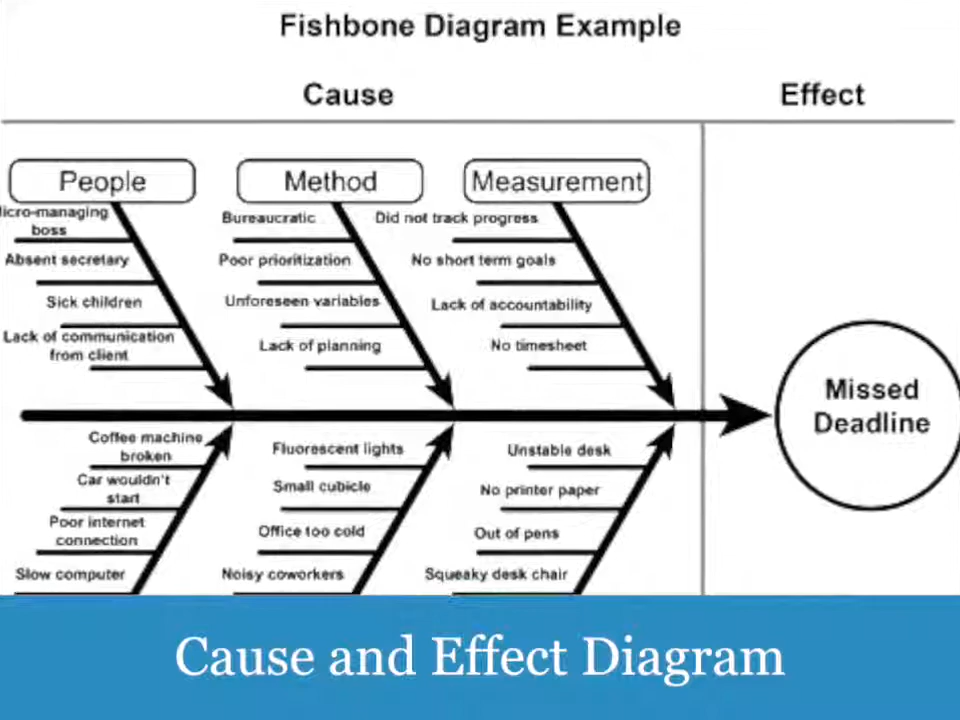 Fishbone Diagram Example
Cause
Effect
People
Method
Measurement
icro-managing
boss
Absent secretary
Sick children
Lack of communication
from client
Bureaucratic
Poor prioritization
Unforeseen variables
Lack of planning
Did not track progress
No short term goals
Lack of accountability
No timesheet
Missed
Deadline
Coffee machine
broken
Car wouldn't
start
Poor internet
connection
Slow computer
Fluorescent lights
Small cubicle
Office too cold
Noisy coworkers
Unstable desk
No printer paper
Out of pens
Squeaky desk chair
Cause and Effect Diagram